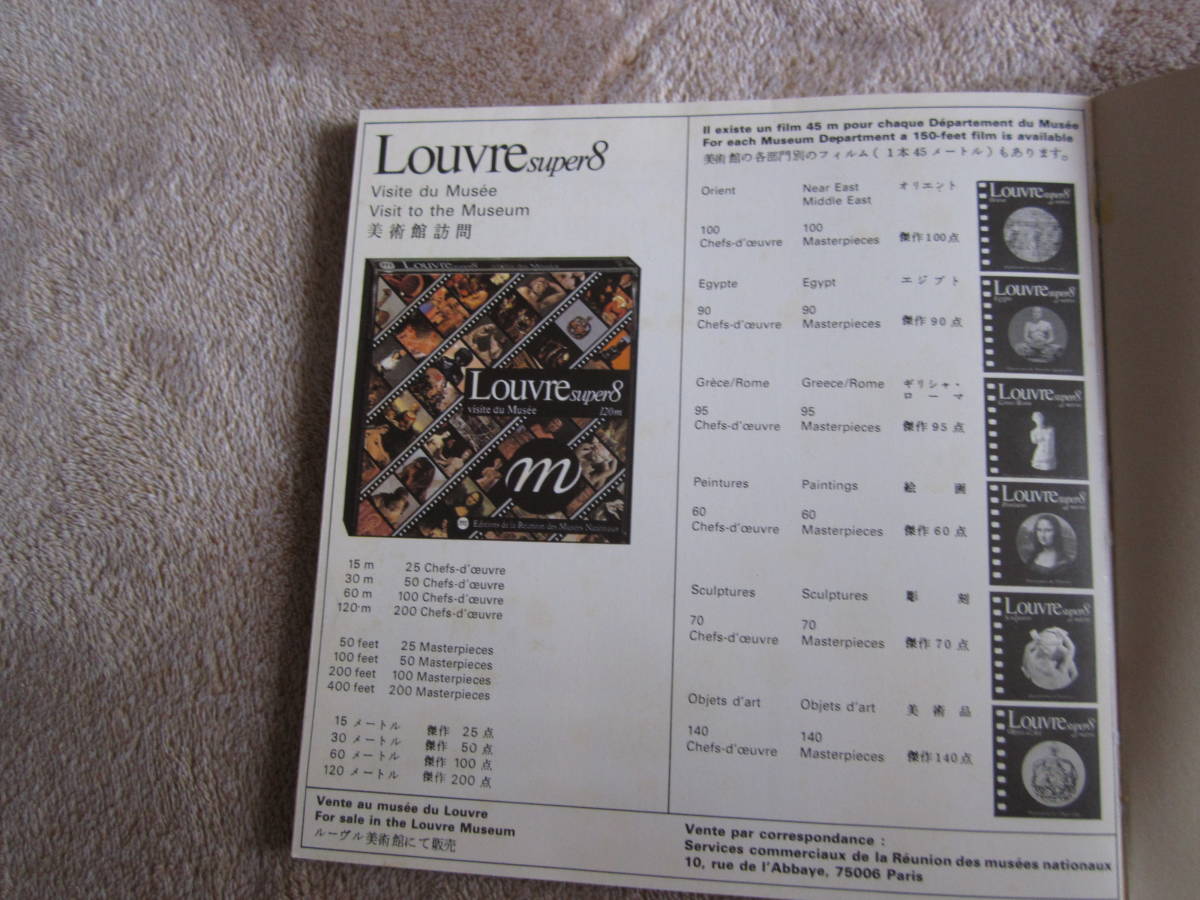 Louvre super8
Visite du Musée
Visit to the Museum
美術館訪問
Louvre super8
visite du Musée 120m
m
Editions de la Réunion des Musées Nationaux
15 m 25 Chefs-d'œuvre
30 m 50 Chefs-d'œuvre
60 m 100 Chefs-d'œuvre
120 m 200 Chefs-d'œuvre
50 feet 25 Masterpieces
100 feet 50 Masterpieces
200 feet 100 Masterpieces
400 feet 200 Masterpieces
15 メートル 傑作 25 点
30 メートル 傑作 50 点
60 メートル 傑作 100 点
120 メートル 傑作 200 点
Vente au musée du Louvre
For sale in the Louvre Museum
ルーヴル美術館にて販売
Il existe un film 45 m pour chaque Département du Musée
For each Museum Department a 150-feet film is available
美術館の各部門別のフィルム(1本45メートル)もあります。
Orient Near East オリエント
Middle East
100 100
Chefs-d'œuvre Masterpieces 傑作100点
Louvre super8
Egypte Egypt エジプト
90 90
Chefs-d'œuvre Masterpieces 傑作90点
Louvre super8
Grèce/Rome Greece/Rome ギリシャ・
ローマ
95 95
Chefs-d'œuvre Masterpieces 傑作95点
Louvre super8
Peintures Paintings 絵画
60 60
Chefs-d'œuvre Masterpieces 傑作60点
Louvre super8
Sculptures Sculptures 彫刻
70 70
Chefs-d'œuvre Masterpieces 傑作70点
Louvre super8
Objets d'art Objets d'art 美術品
140 140
Chefs-d'œuvre Masterpieces 傑作140点
Louvre super8
Vente par correspondance :
Services commerciaux de la Réunion des musées nationaux
10, rue de l'Abbaye, 75006 Paris